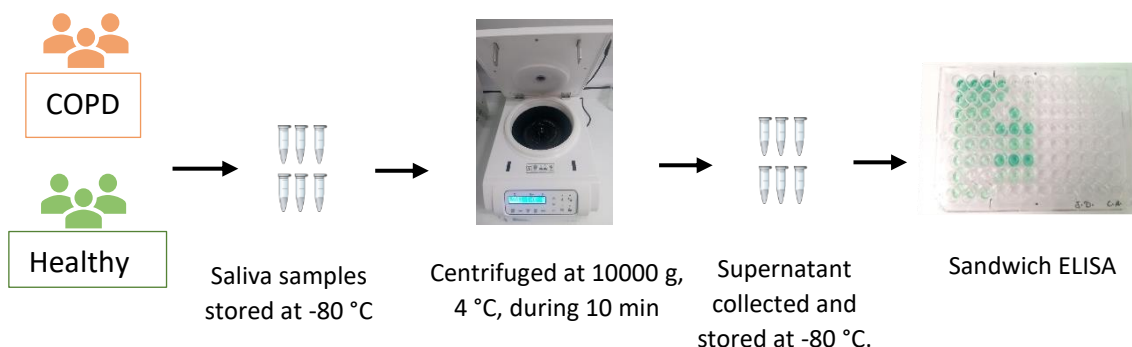 COPD
Healthy
Saliva samples
stored at -80 °C
Centrifuged at 10000 g,
4 °C, during 10 min
Supernatant
collected and
stored at -80 °C.
Sandwich ELISA